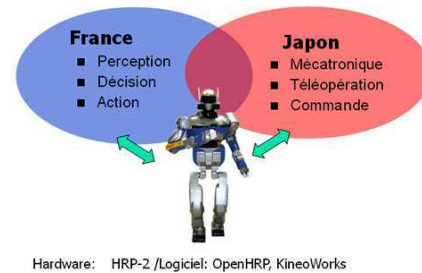 France
■ Perception
■ Décision
■ Action
Japon
■ Mécatronique
■ Téléopération
■ Commande
Hardware: HRP-2 /Logiciel: OpenHRP, KineoWorks